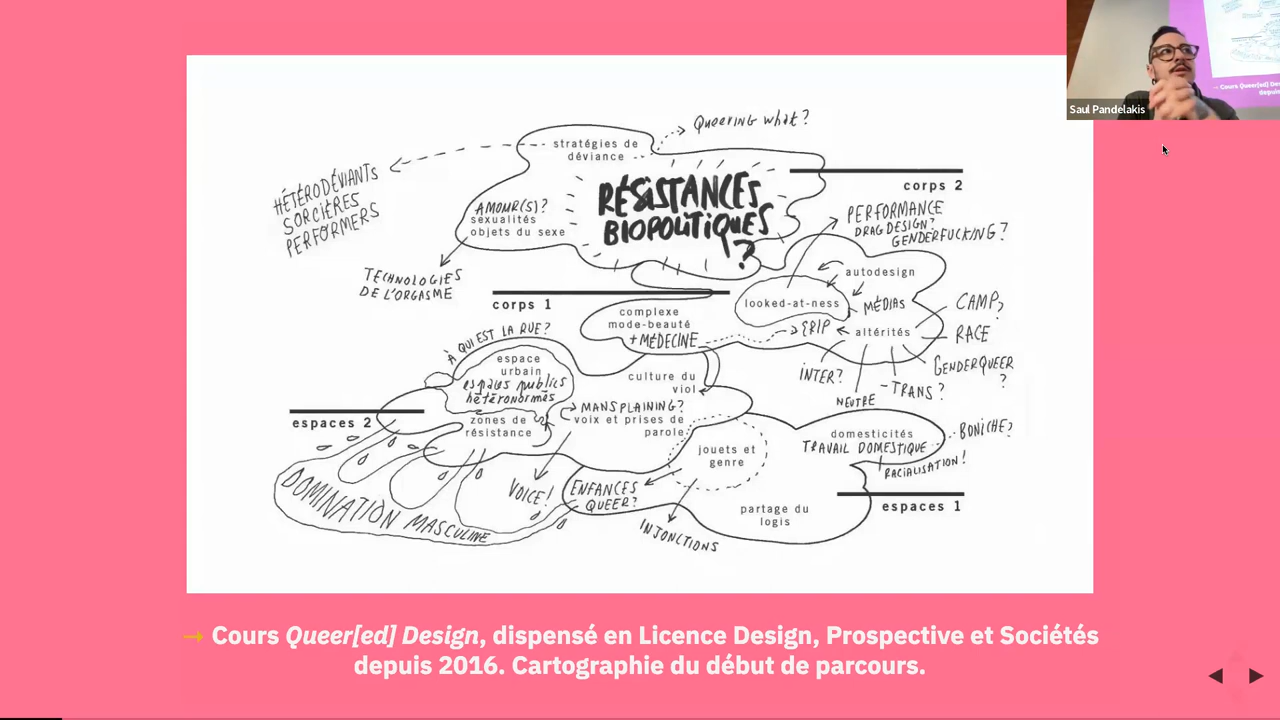 Saul Pandelakis
stratégies de
déviance
Queering what?
HÉTÉRODÉVIANTS
SORCIÈRES
PERFORMERS
AMOUR(S)?
sexualités
objets du sexe
RÉSISTANCES
BIOPOLITIQUES
?
corps 2
PERFORMANCE
DRAG DESIGN?
GENDERFUCKING?
TECHNOLOGIES
DE L'ORGASME
corps 1
autodesign
looked-at-ness
MÉDIAS
altérités
CAMP?
RACE
GENDERQUEER
?
TRANS?
NEUTRE
INTER?
complexe
mode-beauté
+ MÉDECINE
À QUI EST LA RUE?
espace
urbain
espaces publics
hétéronormés
zones de
résistance
culture du
viol
MANSPLAINING?
voix et prises de
parole
espaces 2
VOICE!
DOMINATION MASCULINE
jouets et
genre
ENFANCES
QUEER?
INJONCTIONS
domesticités
TRAVAIL DOMESTIQUE
BONICHE?
RACIALISATION!
espaces 1
partage du
logis
→ Cours Queer[ed] Design, dispensé en Licence Design, Prospective et Sociétés
depuis 2016. Cartographie du début de parcours.